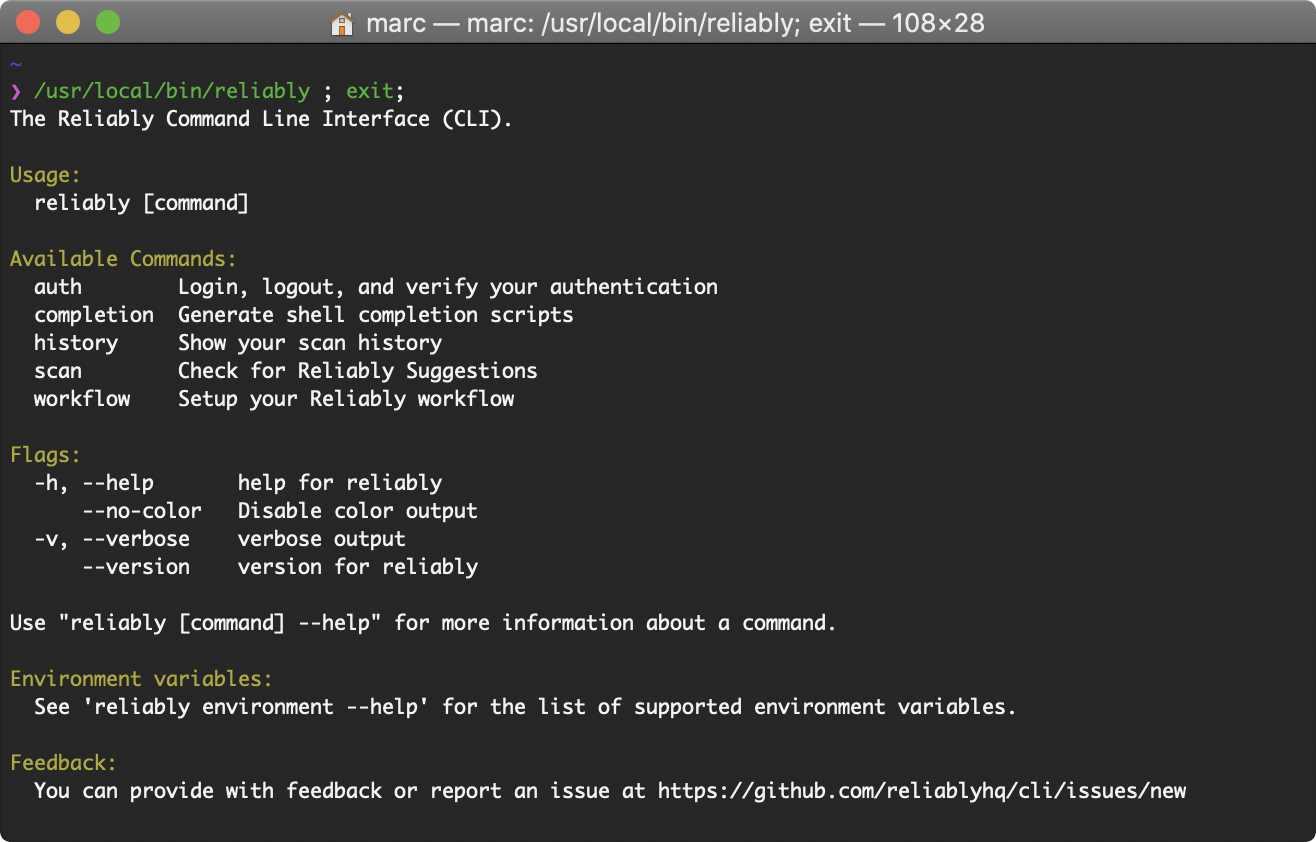 marc — marc: /usr/local/bin/reliably; exit — 108×28
~
❯ /usr/local/bin/reliably ; exit;
The Reliably Command Line Interface (CLI).

Usage:
  reliably [command]

Available Commands:
  auth        Login, logout, and verify your authentication
  completion  Generate shell completion scripts
  history     Show your scan history
  scan        Check for Reliably Suggestions
  workflow    Setup your Reliably workflow

Flags:
  -h, --help       help for reliably
      --no-color   Disable color output
  -v, --verbose    verbose output
      --version    version for reliably

Use "reliably [command] --help" for more information about a command.

Environment variables:
  See 'reliably environment --help' for the list of supported environment variables.

Feedback:
  You can provide with feedback or report an issue at https://github.com/reliablyhq/cli/issues/new